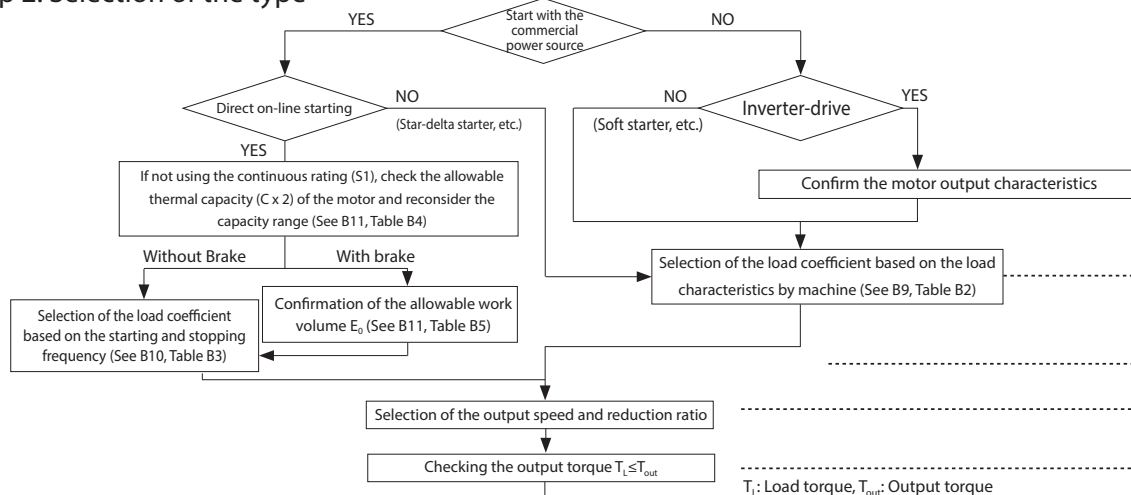 2. Selection of the type
YES
Start with the
commercial
power source
NO
Direct on-line starting
NO
(Star-delta starter, etc.)
NO
(Soft starter, etc.)
Inverter-drive
YES
YES
If not using the continuous rating (S1), check the allowable
thermal capacity (C x 2) of the motor and reconsider the
capacity range (See B11, Table B4)
Confirm the motor output characteristics
Without Brake
With brake
Selection of the load coefficient based on the load
characteristics by machine (See B9, Table B2)
Selection of the load coefficient
based on the starting and stopping
frequency (See B10, Table B3)
Confirmation of the allowable work
volume E₀ (See B11, Table B5)
Selection of the output speed and reduction ratio
Checking the output torque T_L≤T_out
T_L: Load torque, T_out: Output torque